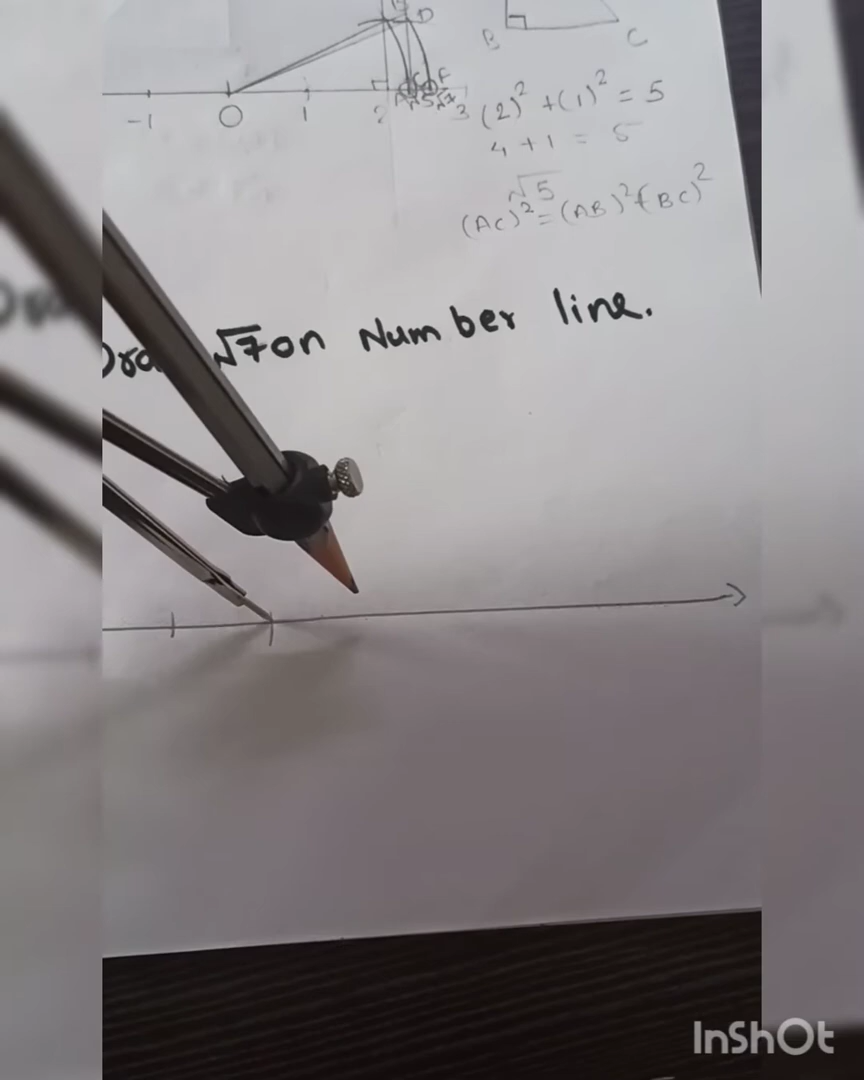 D
B C
-1 O 1 2 3
(2)² + (1)² = 5
4 + 1 = 5
√5
(AC)² = (AB)² + (BC)²
√7 on Number line.
InShOt